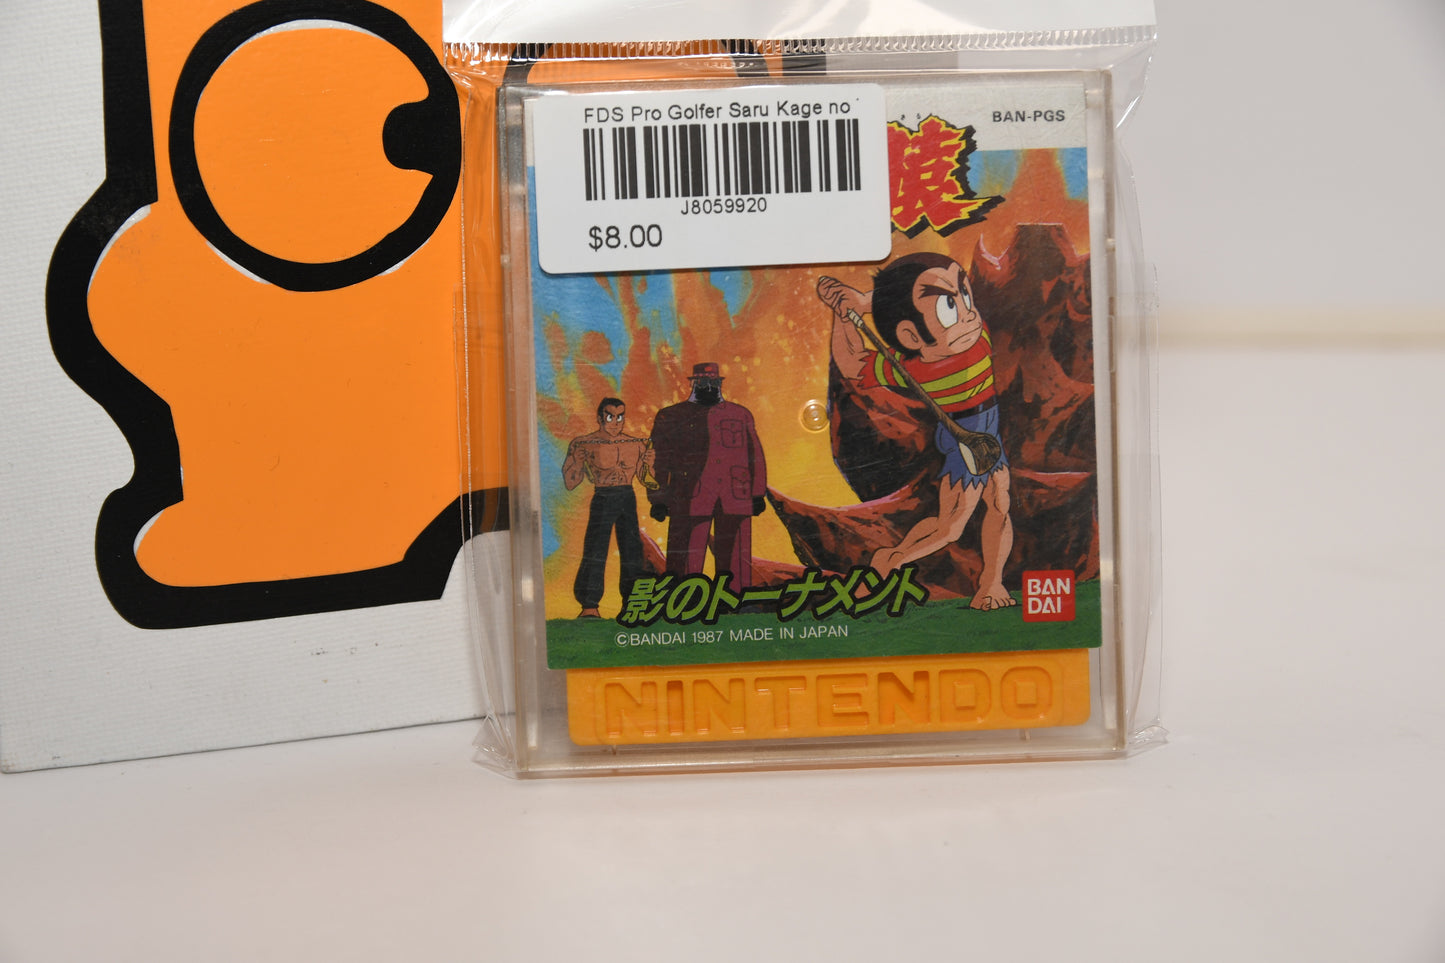 FDS Pro Golfer Saru Kage no
J8059920
$8.00
BAN-PGS
猿
影のトーナメント
©BANDAI 1987 MADE IN JAPAN
BAN
DAI
NINTENDO